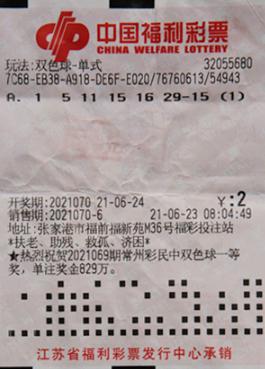 中国福利彩票
CHINA WELFARE LOTTERY
玩法:双色球-单式 32055680
7C68-EB3B-A918-DE6F-E020/76760613/54943
A. 1 5 11 15 16 29-15 (1)
开奖期:2021070 21-06-24 ¥:2
销售期:2021070-6 21-06-23 08:04:49
地址:张家港市福前福新苑M36号福彩投注站
*扶老、助残、救孤、济困*
★热烈祝贺2021069期常州彩民中双色球一等
奖,单注奖金829万。
江苏省福利彩票发行中心承销